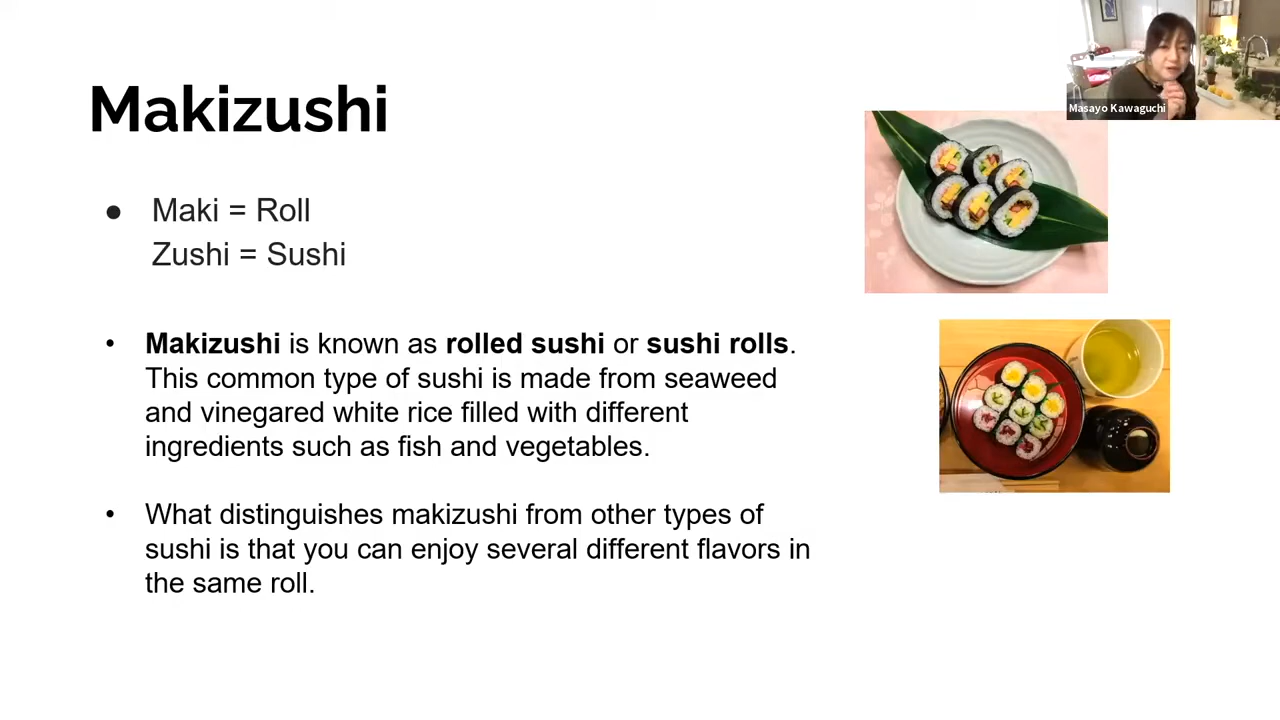 Makizushi
● Maki = Roll
Zushi = Sushi
• Makizushi is known as rolled sushi or sushi rolls.
This common type of sushi is made from seaweed
and vinegared white rice filled with different
ingredients such as fish and vegetables.
• What distinguishes makizushi from other types of
sushi is that you can enjoy several different flavors in
the same roll.
Masayo Kawaguchi